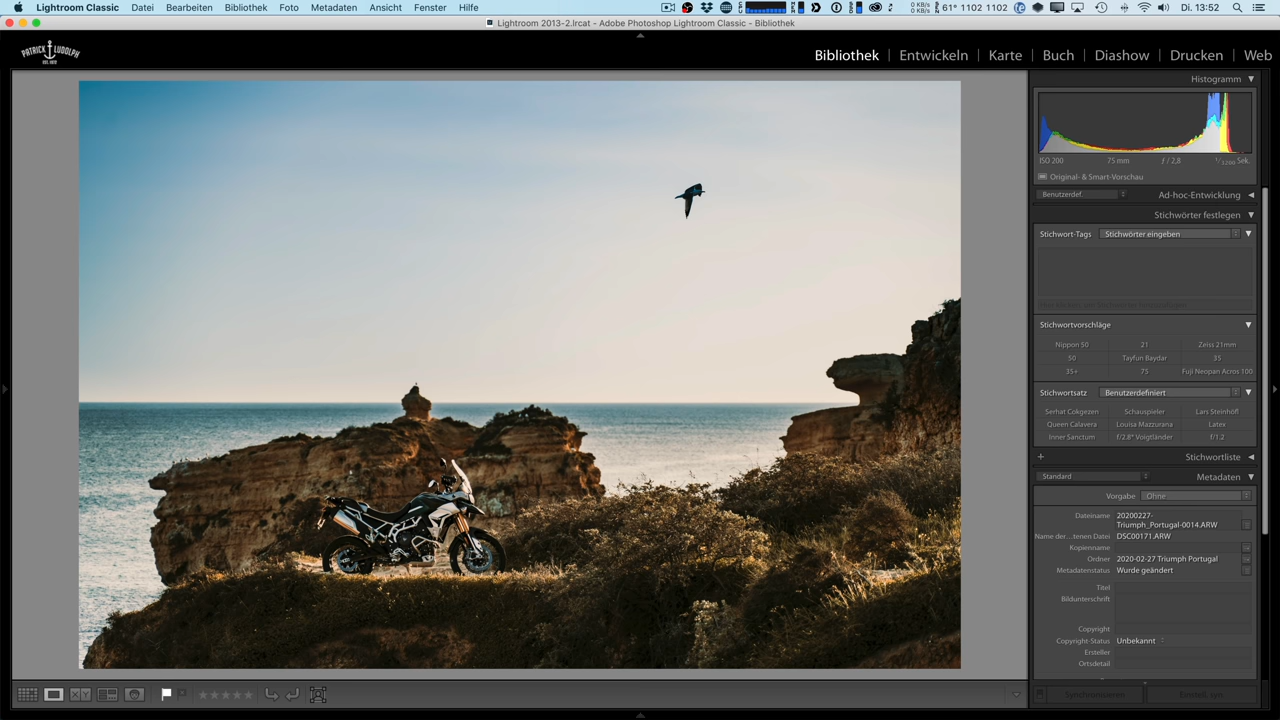 Lightroom Classic Datei Bearbeiten Bibliothek Foto Metadaten Ansicht Fenster Hilfe
0 KB/s
0 KB/s
61° 1102 1102
Di. 13:52
Lightroom 2013-2.lrcat - Adobe Photoshop Lightroom Classic - Bibliothek
PATRICK LUDOLPH
Bibliothek Entwickeln Karte Buch Diashow Drucken Web
Histogramm
ISO 200 75 mm ƒ / 2,8 1/3200 Sek.
Original- & Smart-Vorschau
Benutzerdef. Ad-hoc-Entwicklung
Stichwörter festlegen
Stichwort-Tags Stichwörter eingeben
Stichwortvorschläge
Nippon 50 21 Zeiss 21mm
50 Tayfun Baydar 35
35+ 75 Fuji Neopan Acros 100
Stichwortsatz Benutzerdefiniert
Serhat Cokgezen Schauspieler Lars Steinhöfl
Queen Calavera Louisa Mazzurana Latex
Inner Sanctum f/2.8* Voigtländer f/1.2
+ Stichwortliste
Standard Metadaten
Vorgabe Ohne
Dateiname 20200227-
Triumph_Portugal-0014.ARW
Name der...tenen Datei DSC00171.ARW
Kopienname
Ordner 2020-02-27 Triumph Portugal
Metadatenstatus Wurde geändert
Titel
Bildunterschrift
Copyright
Copyright-Status Unbekannt
Ersteller
Ortsdetail
XY
Synchronisieren Einstell. syn.